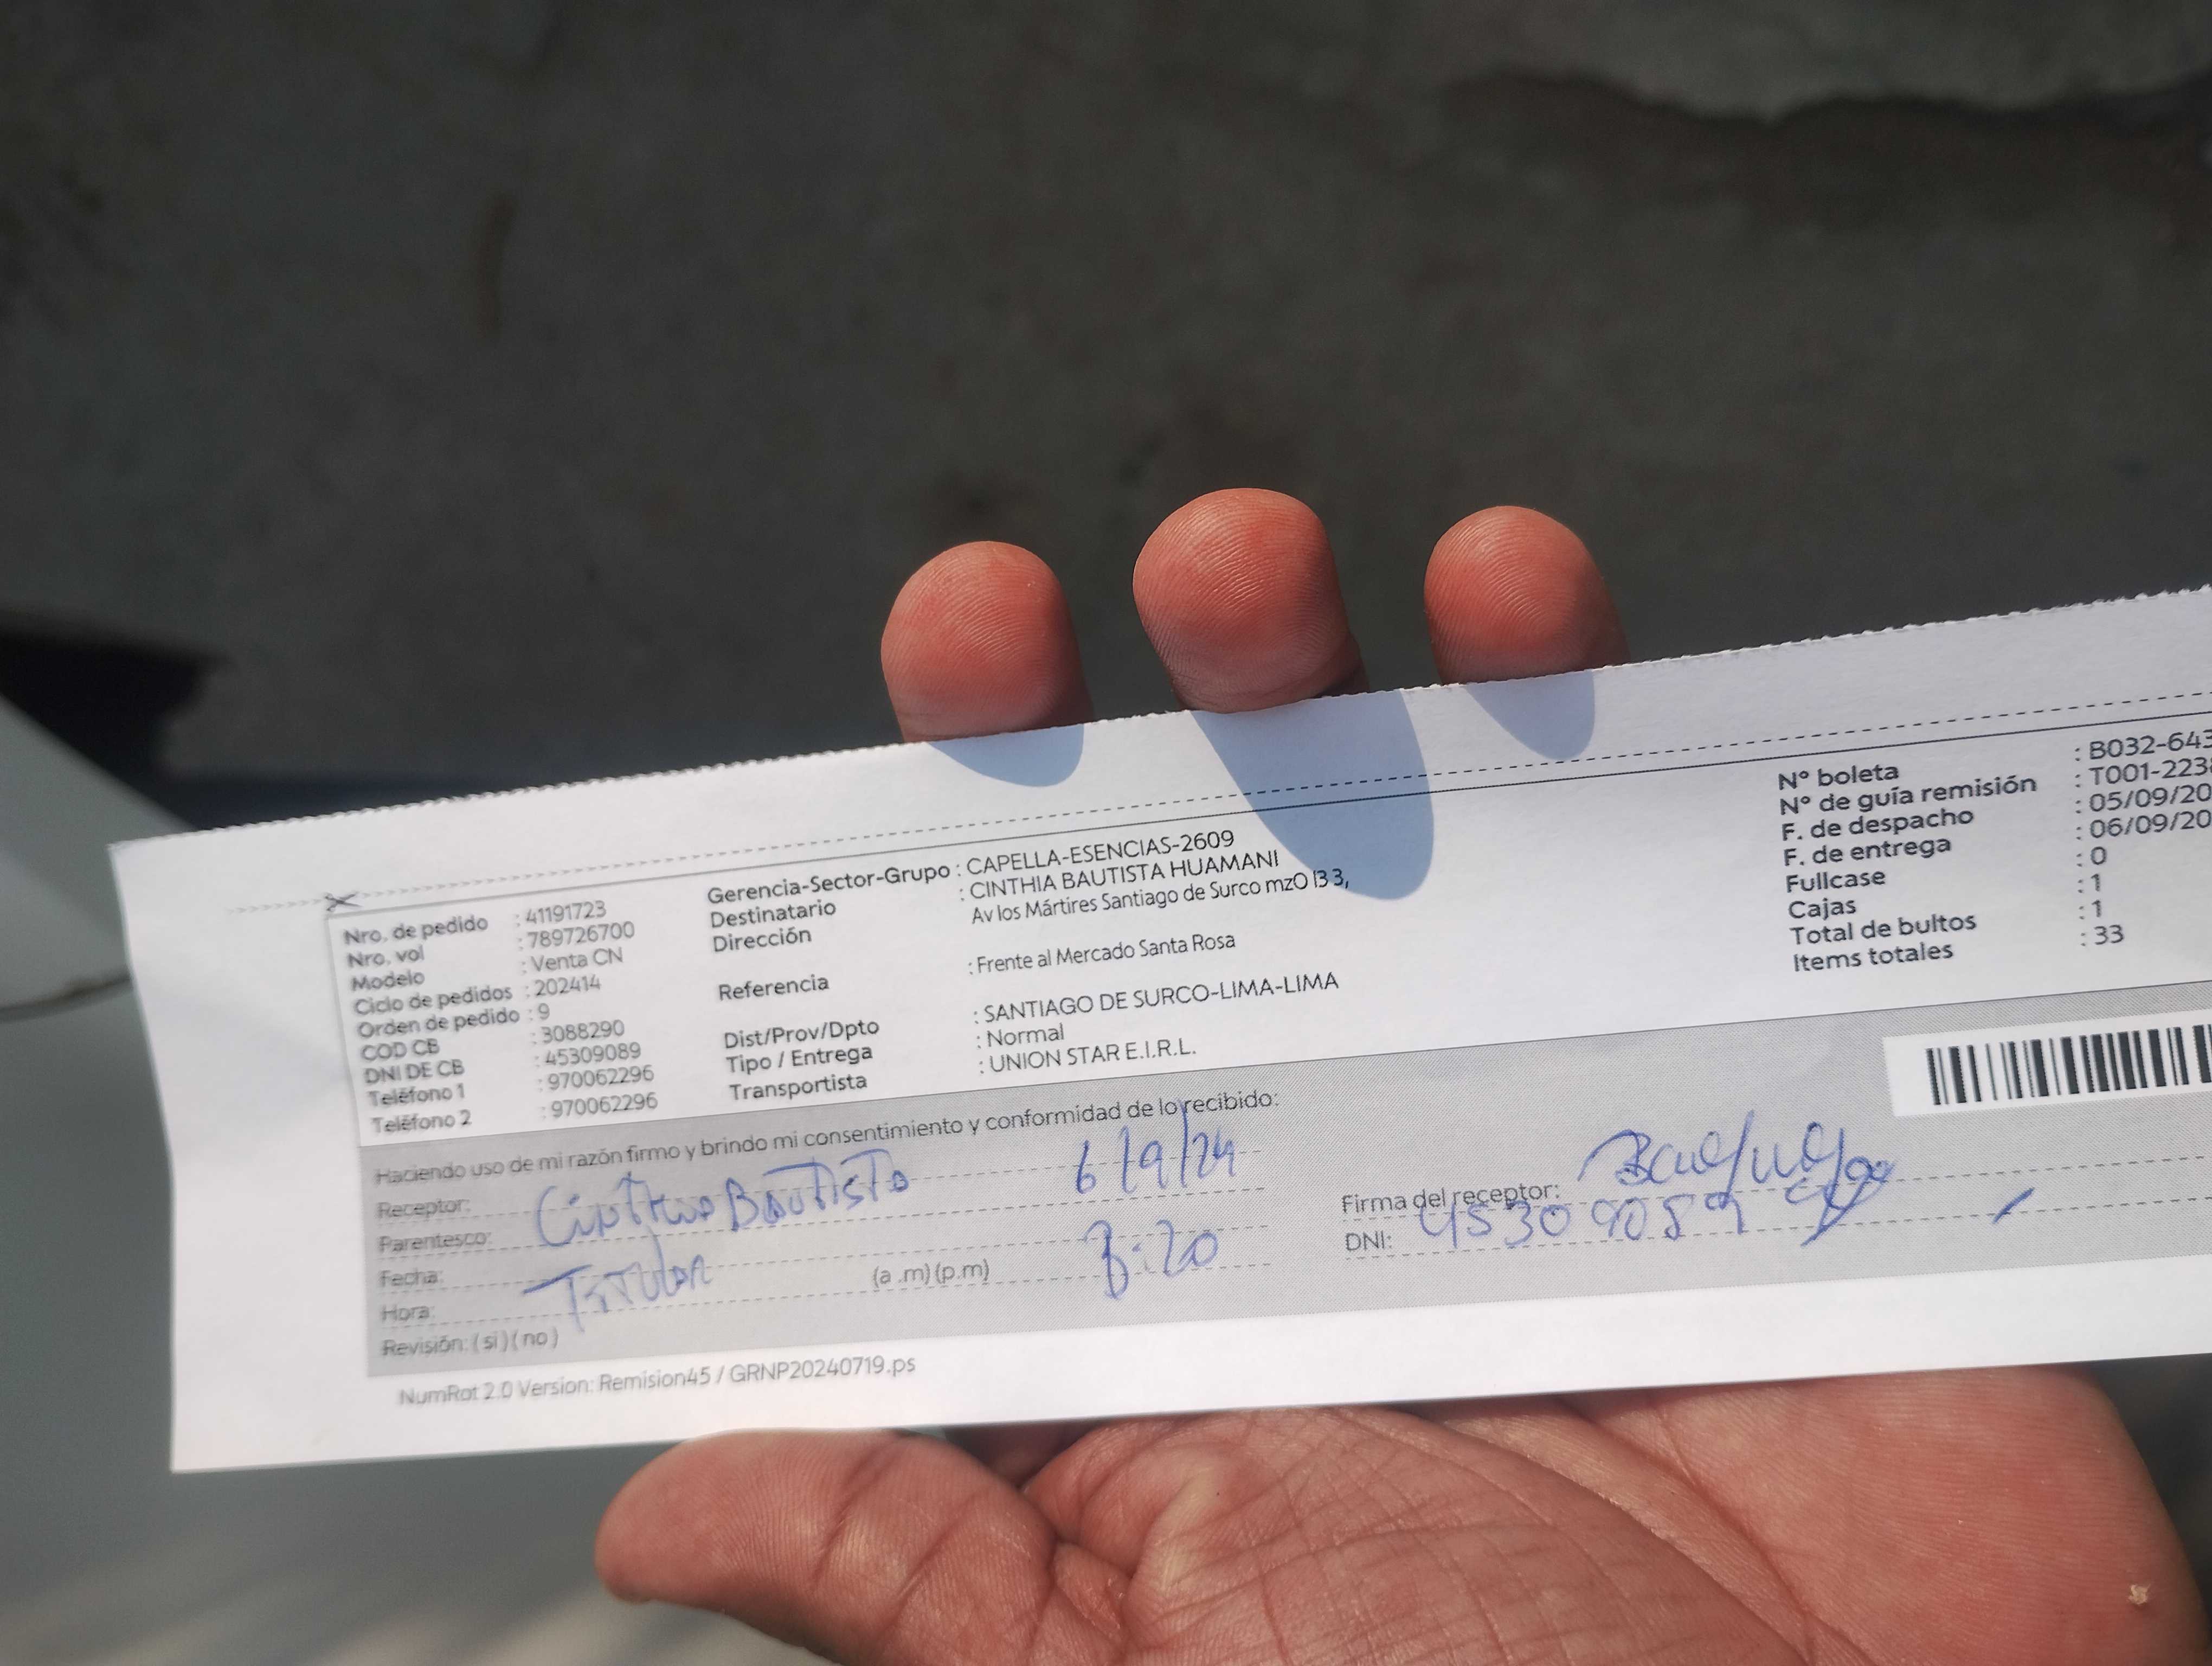 Nro. de pedido : 41191723
Nro. vol : 789726700
Modelo : Venta CN
Ciclo de pedidos : 202414
Orden de pedido : 9
COD CB : 3088290
DNI DE CB : 45309089
Teléfono 1 : 970062296
Teléfono 2 : 970062296
Gerencia-Sector-Grupo : CAPELLA-ESENCIAS-2609
Destinatario : CINTHIA BAUTISTA HUAMANI
Dirección Av los Mártires Santiago de Surco mzO l3 3,
Referencia : Frente al Mercado Santa Rosa
Dist/Prov/Dpto : SANTIAGO DE SURCO-LIMA-LIMA
Tipo / Entrega : Normal
Transportista : UNION STAR E.I.R.L.
N° boleta : B032-643
N° de guía remisión : T001-223
F. de despacho : 05/09/20
F. de entrega : 06/09/20
Fullcase : 0
Cajas : 1
Total de bultos : 1
Items totales : 33
Haciendo uso de mi razón firmo y brindo mi consentimiento y conformidad de lo recibido:
Receptor: Cinthia Bautista 6/9/24
Parentesco:
Fecha: Titular (a .m) (p.m) 3:20
Hora:
Revisión: ( si ) ( no )
Firma del receptor:
DNI: 45309089
NumRot 2.0 Version: Remision45 / GRNP20240719.ps